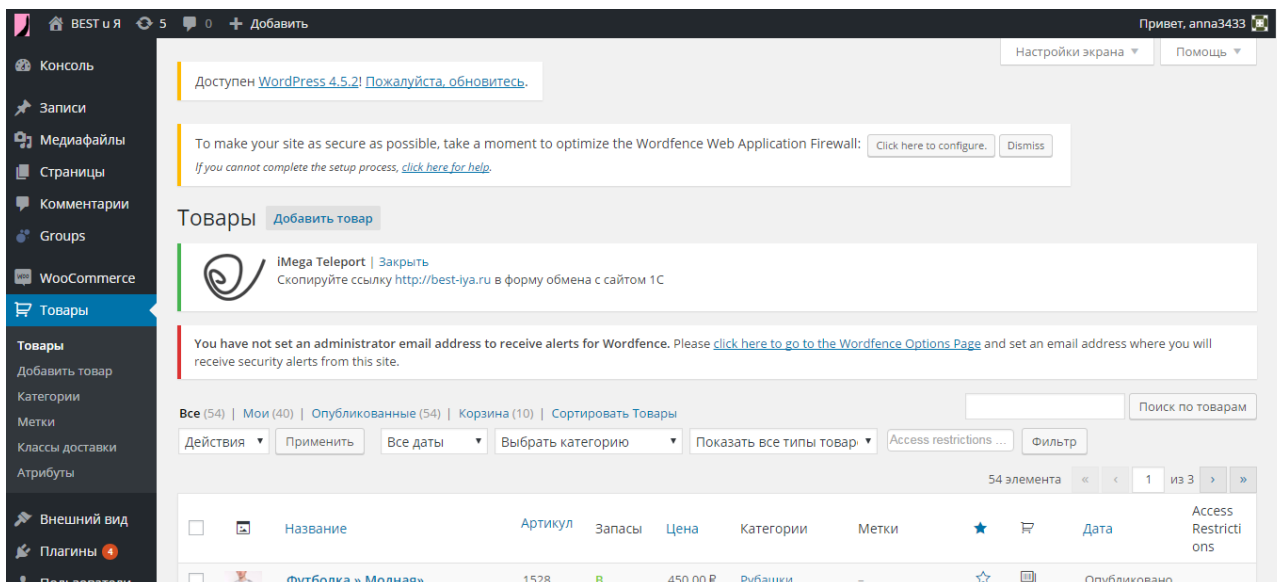 BEST и Я 5 0 + Добавить Привет, anna3433
Настройки экрана ▼ Помощь ▼
Консоль
Записи
Медиафайлы
Страницы
Комментарии
Groups
WooCommerce
Товары
Товары
Добавить товар
Категории
Метки
Классы доставки
Атрибуты
Внешний вид
Плагины 4
Пользователи
Доступен WordPress 4.5.2! Пожалуйста, обновитесь.
To make your site as secure as possible, take a moment to optimize the Wordfence Web Application Firewall: Click here to configure. Dismiss
If you cannot complete the setup process, click here for help.
Товары Добавить товар
iMega Teleport | Закрыть
Скопируйте ссылку http://best-iya.ru в форму обмена с сайтом 1С
You have not set an administrator email address to receive alerts for Wordfence. Please click here to go to the Wordfence Options Page and set an email address where you will
receive security alerts from this site.
Все (54) | Мои (40) | Опубликованные (54) | Корзина (10) | Сортировать Товары
Поиск по товарам
Действия ▼ Применить Все даты ▼ Выбрать категорию ▼ Показать все типы товар ▼ Access restrictions ... Фильтр
54 элемента « ‹ 1 из 3 › »
Название Артикул Запасы Цена Категории Метки Дата Access
Restricti
ons
Футболка » Модная» 1528 В 450.00 ₽ Рубашки – Опубликовано